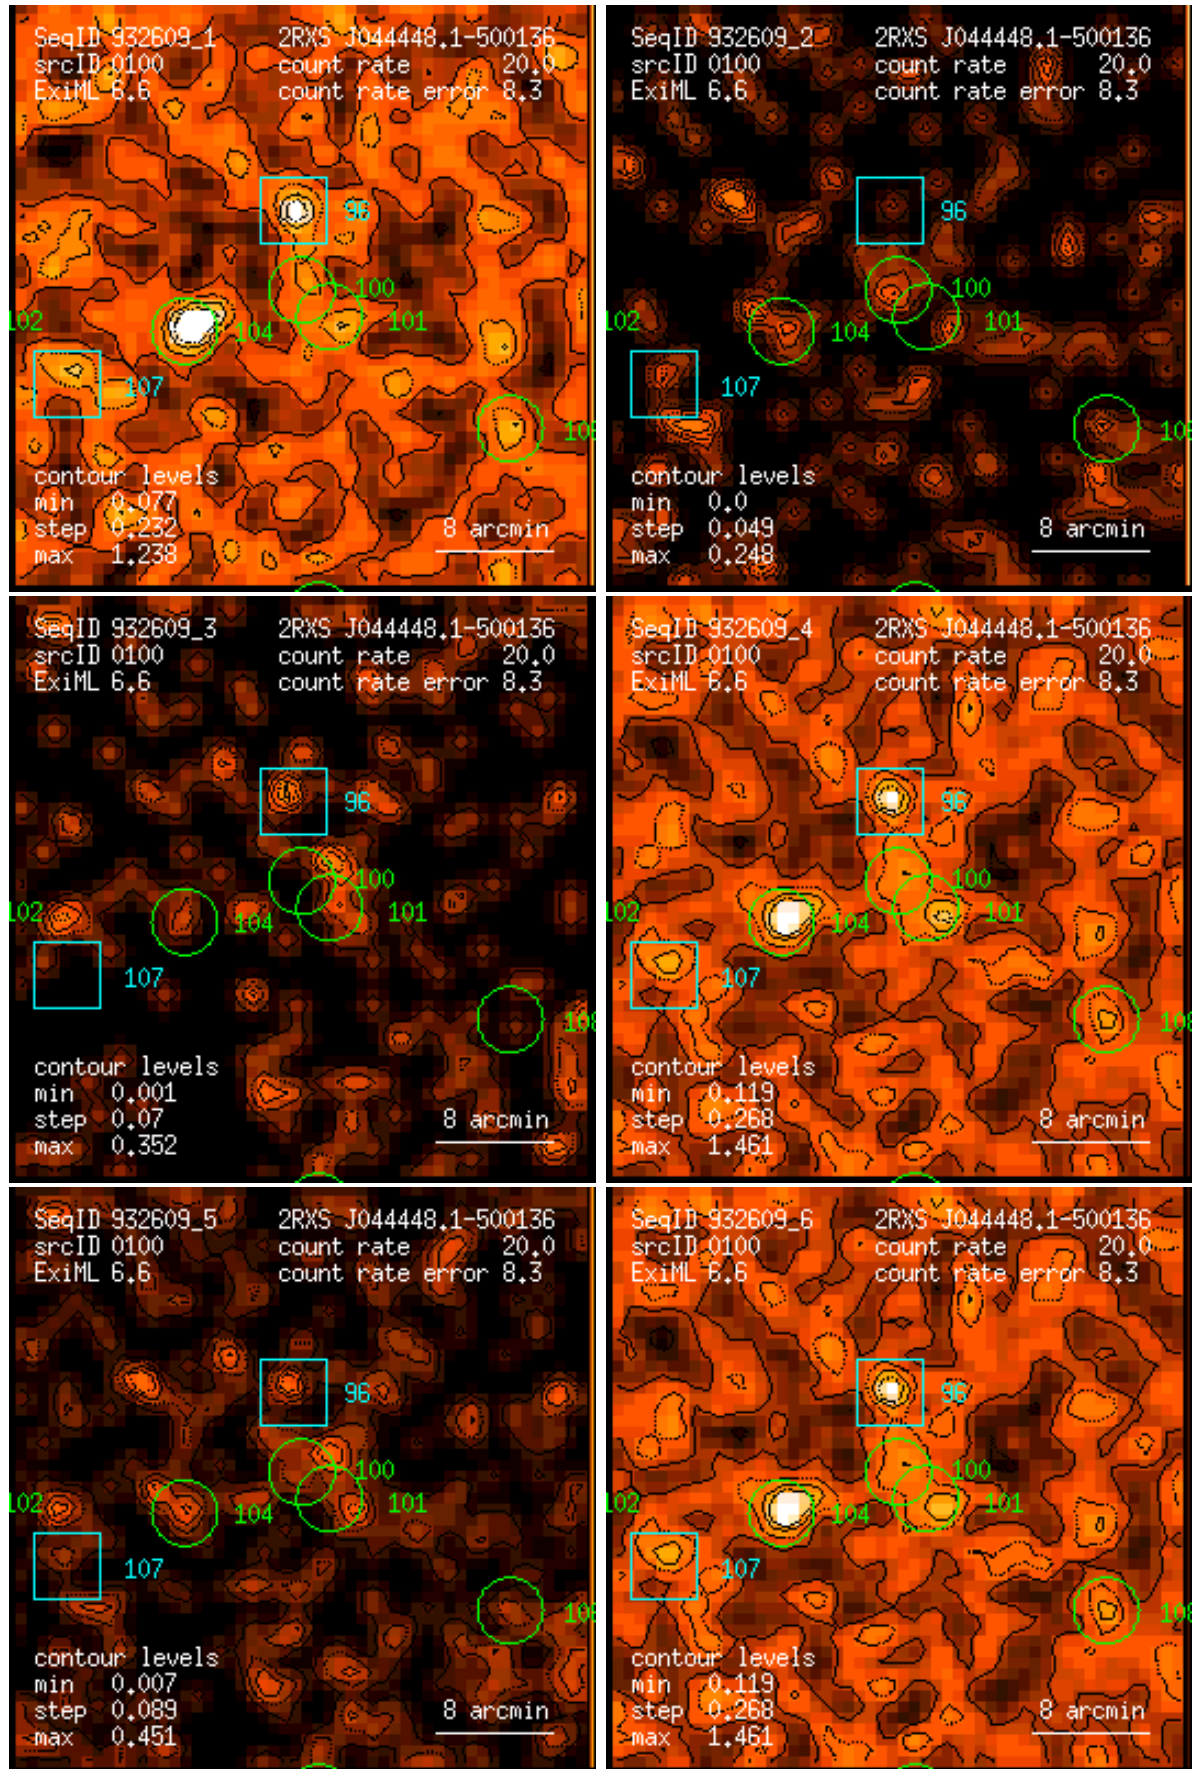 SeqID 932609_1 2RXS J044448.1-500136
srcID 0100 count rate 20.0
ExiML 6.6 count rate error 8.3
96
100
102 104 101
107
108
contour levels
min 0.077
step 0.232 8 arcmin
max 1.238
SeqID 932609_2 2RXS J044448.1-500136
srcID 0100 count rate 20.0
ExiML 6.6 count rate error 8.3
96
100
102 104 101
107
108
contour levels
min 0.0
step 0.049 8 arcmin
max 0.248
SeqID 932609_3 2RXS J044448.1-500136
srcID 0100 count rate 20.0
ExiML 6.6 count rate error 8.3
96
100
102 104 101
107
108
contour levels
min 0.001
step 0.07 8 arcmin
max 0.352
SeqID 932609_4 2RXS J044448.1-500136
srcID 0100 count rate 20.0
ExiML 6.6 count rate error 8.3
96
100
102 104 101
107
108
contour levels
min 0.119
step 0.268 8 arcmin
max 1.461
SeqID 932609_5 2RXS J044448.1-500136
srcID 0100 count rate 20.0
ExiML 6.6 count rate error 8.3
96
100
102 104 101
107
108
contour levels
min 0.007
step 0.089 8 arcmin
max 0.451
SeqID 932609_6 2RXS J044448.1-500136
srcID 0100 count rate 20.0
ExiML 6.6 count rate error 8.3
96
100
102 104 101
107
108
contour levels
min 0.119
step 0.268 8 arcmin
max 1.461